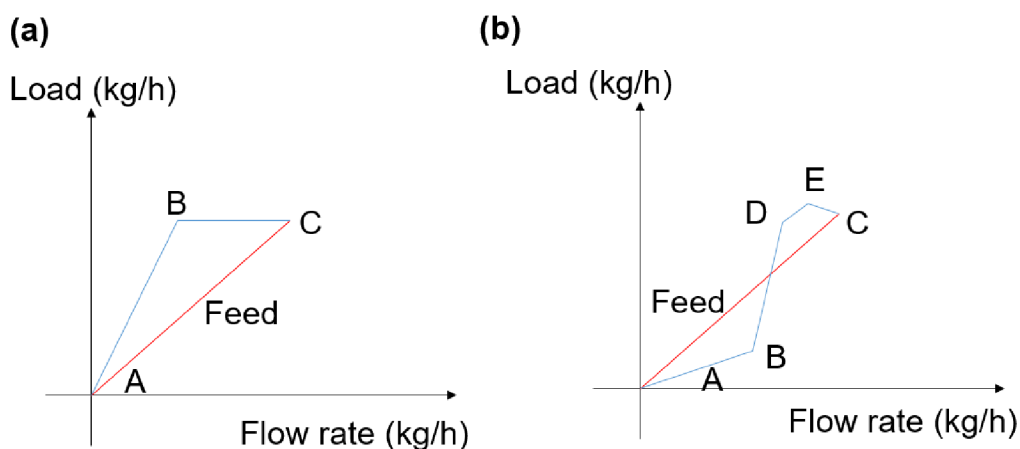 (a)
Load (kg/h)
B
C
Feed
A
Flow rate (kg/h)
(b)
Load (kg/h)
E
D
C
Feed
B
A
Flow rate (kg/h)